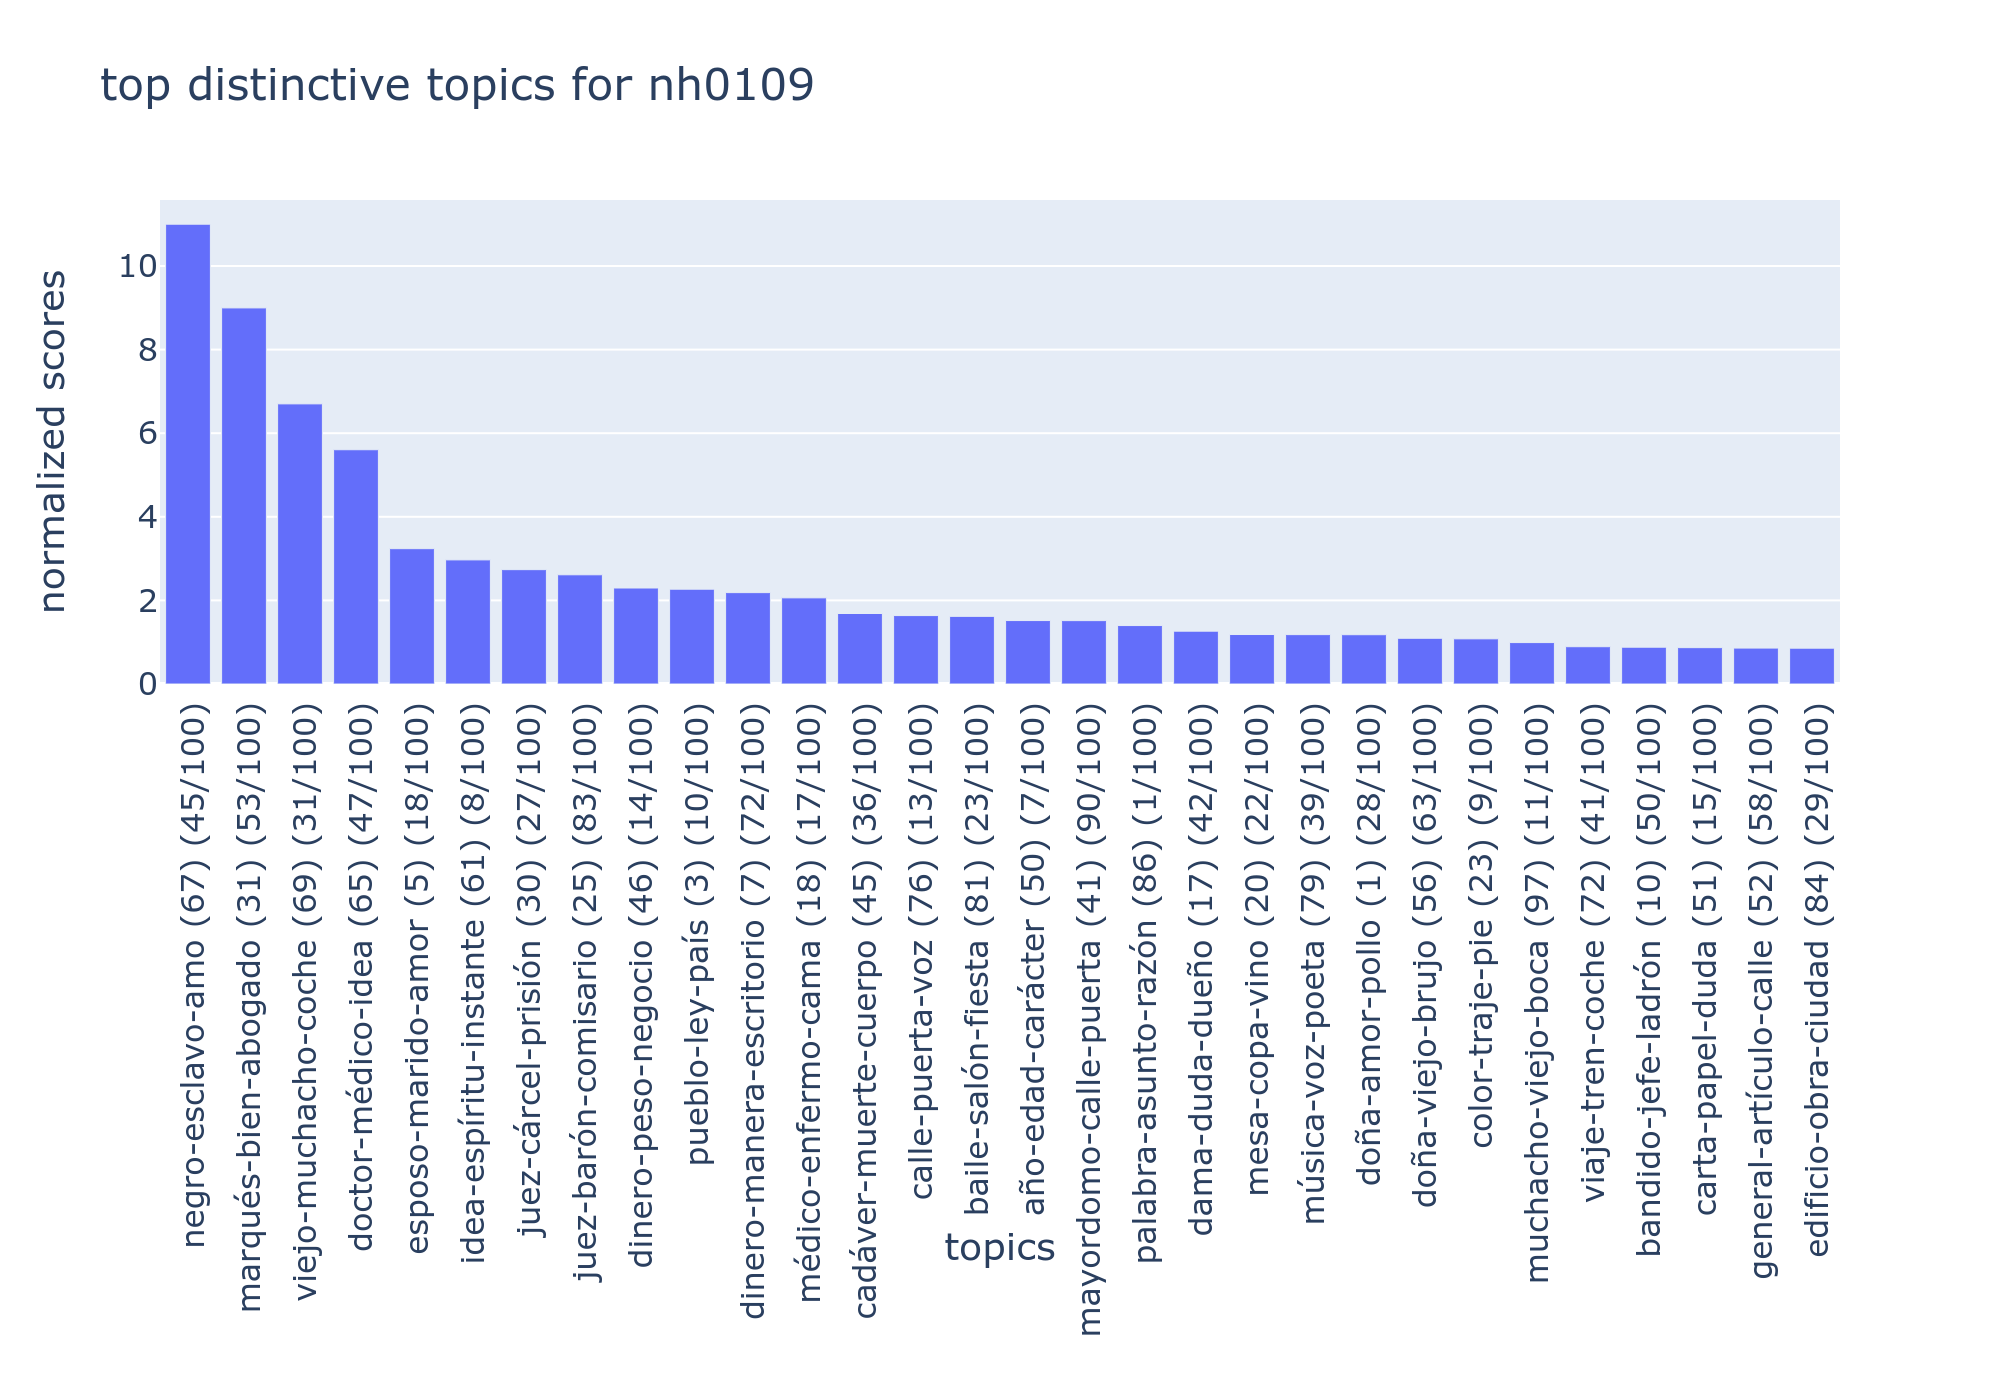 top distinctive topics for nh0109
normalized scores
10
8
6
4
2
0
negro-esclavo-amo (67) (45/100)
marqués-bien-abogado (31) (53/100)
viejo-muchacho-coche (69) (31/100)
doctor-médico-idea (65) (47/100)
esposo-marido-amor (5) (18/100)
idea-espíritu-instante (61) (8/100)
juez-cárcel-prisión (30) (27/100)
juez-barón-comisario (25) (83/100)
dinero-peso-negocio (46) (14/100)
pueblo-ley-país (3) (10/100)
dinero-manera-escritorio (7) (72/100)
médico-enfermo-cama (18) (17/100)
cadáver-muerte-cuerpo (45) (36/100)
calle-puerta-voz (76) (13/100)
baile-salón-fiesta (81) (23/100)
año-edad-carácter (50) (7/100)
mayordomo-calle-puerta (41) (90/100)
palabra-asunto-razón (86) (1/100)
dama-duda-dueño (17) (42/100)
mesa-copa-vino (20) (22/100)
música-voz-poeta (79) (39/100)
doña-amor-pollo (1) (28/100)
doña-viejo-brujo (56) (63/100)
color-traje-pie (23) (9/100)
muchacho-viejo-boca (97) (11/100)
viaje-tren-coche (72) (41/100)
bandido-jefe-ladrón (10) (50/100)
carta-papel-duda (51) (15/100)
general-artículo-calle (52) (58/100)
edificio-obra-ciudad (84) (29/100)
topics